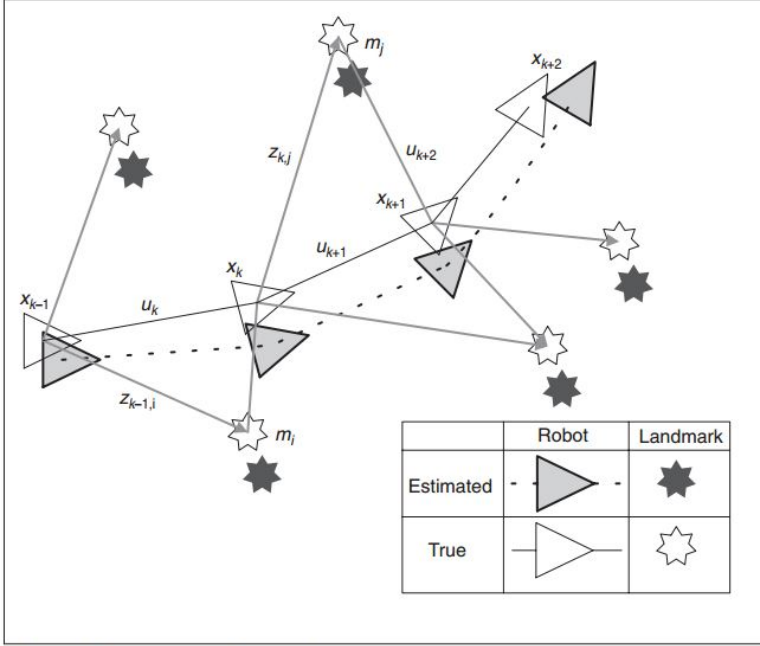 m_j
x_{k+2}
z_{k,j}
u_{k+2}
x_{k+1}
u_{k+1}
x_k
x_{k–1}
u_k
z_{k–1,i}
m_i
Robot Landmark
Estimated
True